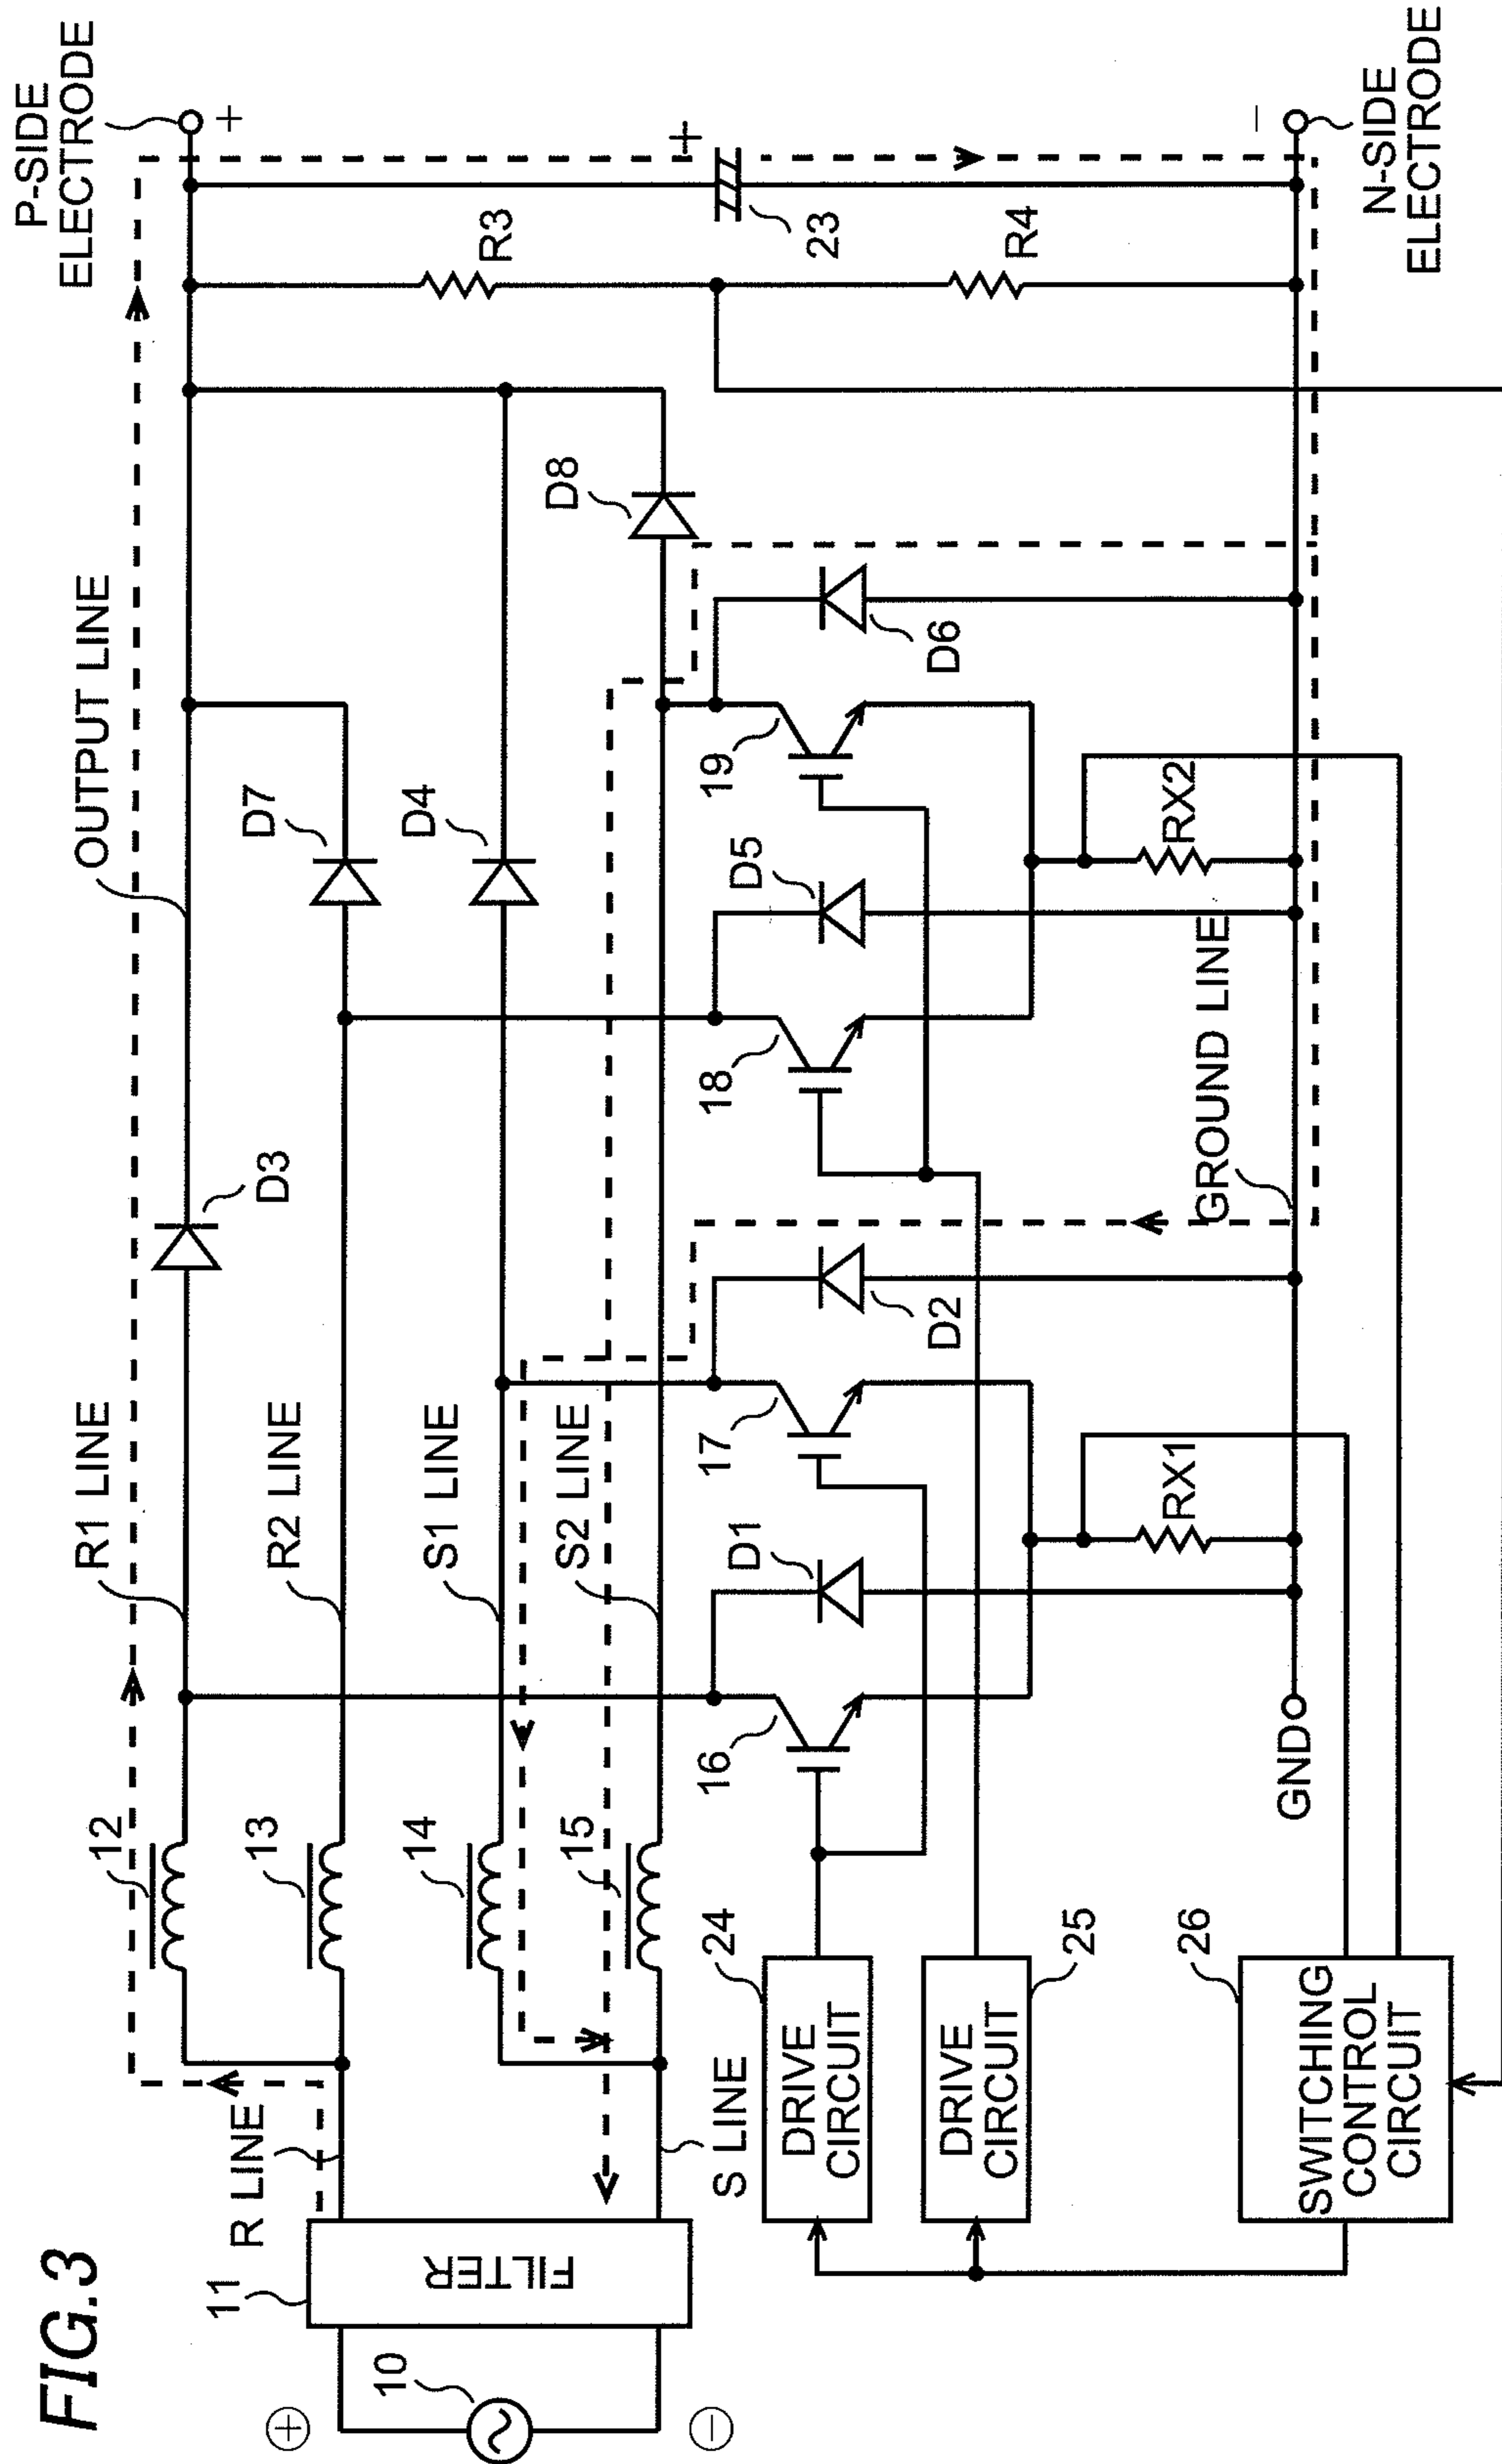 FIG.3
P-SIDE
ELECTRODE
+
OUTPUT LINE
R1 LINE
D3
12
R LINE
R2 LINE
D7
13
R3
11
FILTER
S1 LINE
D4
14
+
10
+
−
S2 LINE
D8
15
23
S LINE
16
D1
17
D2
18
D5
19
D6
R4
24
DRIVE
CIRCUIT
25
DRIVE
CIRCUIT
RX1
RX2
GROUND LINE
−
GND
N-SIDE
ELECTRODE
26
SWITCHING
CONTROL
CIRCUIT